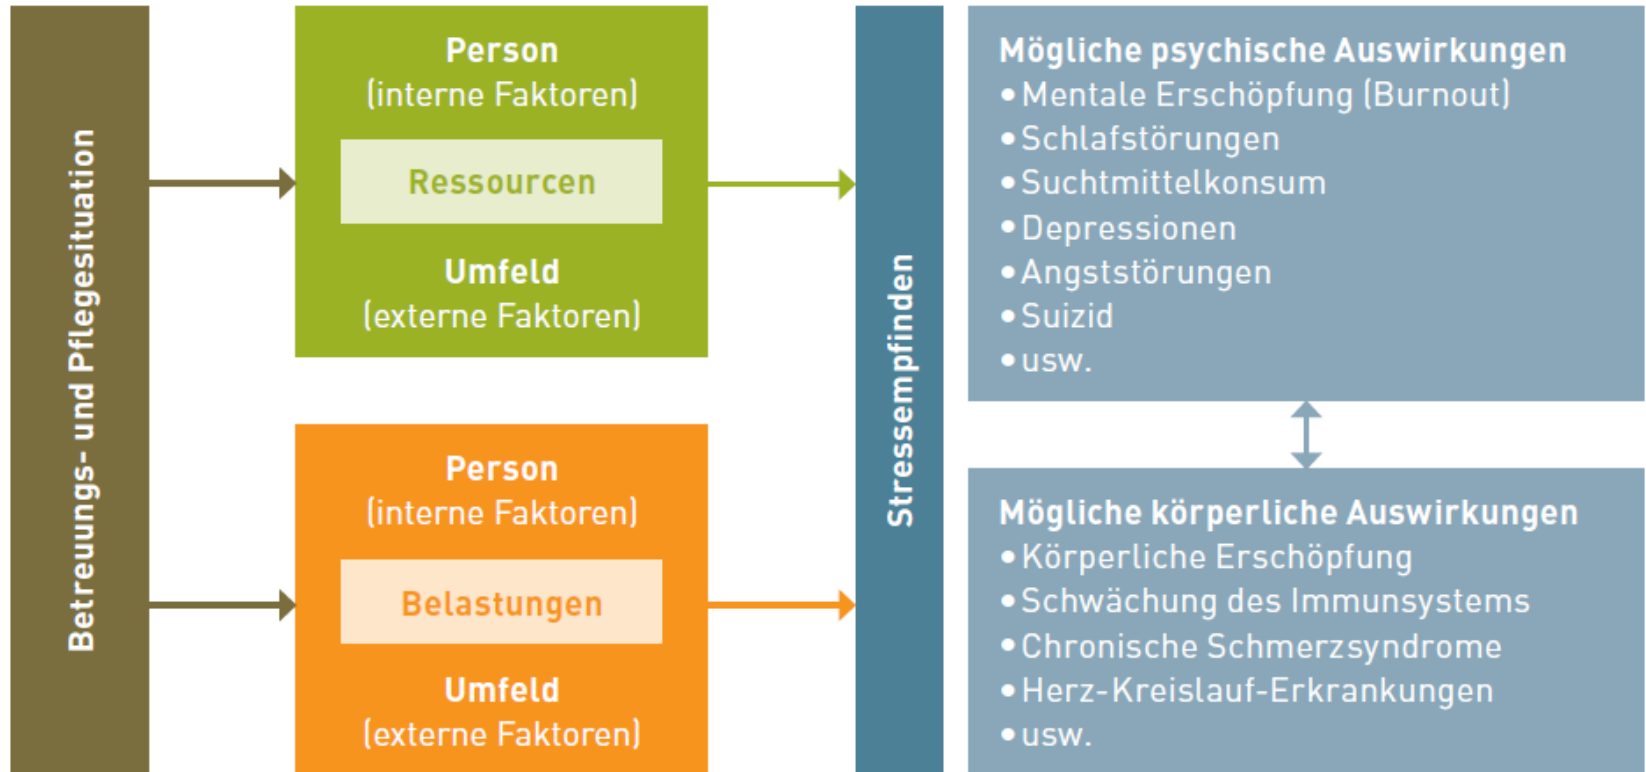 Betreuungs- und Pflegesituation
Person
(interne Faktoren)
Ressourcen
Umfeld
(externe Faktoren)
Person
(interne Faktoren)
Belastungen
Umfeld
(externe Faktoren)
Stressempfinden
Mögliche psychische Auswirkungen
• Mentale Erschöpfung (Burnout)
• Schlafstörungen
• Suchtmittelkonsum
• Depressionen
• Angststörungen
• Suizid
• usw.
Mögliche körperliche Auswirkungen
• Körperliche Erschöpfung
• Schwächung des Immunsystems
• Chronische Schmerzsyndrome
• Herz-Kreislauf-Erkrankungen
• usw.